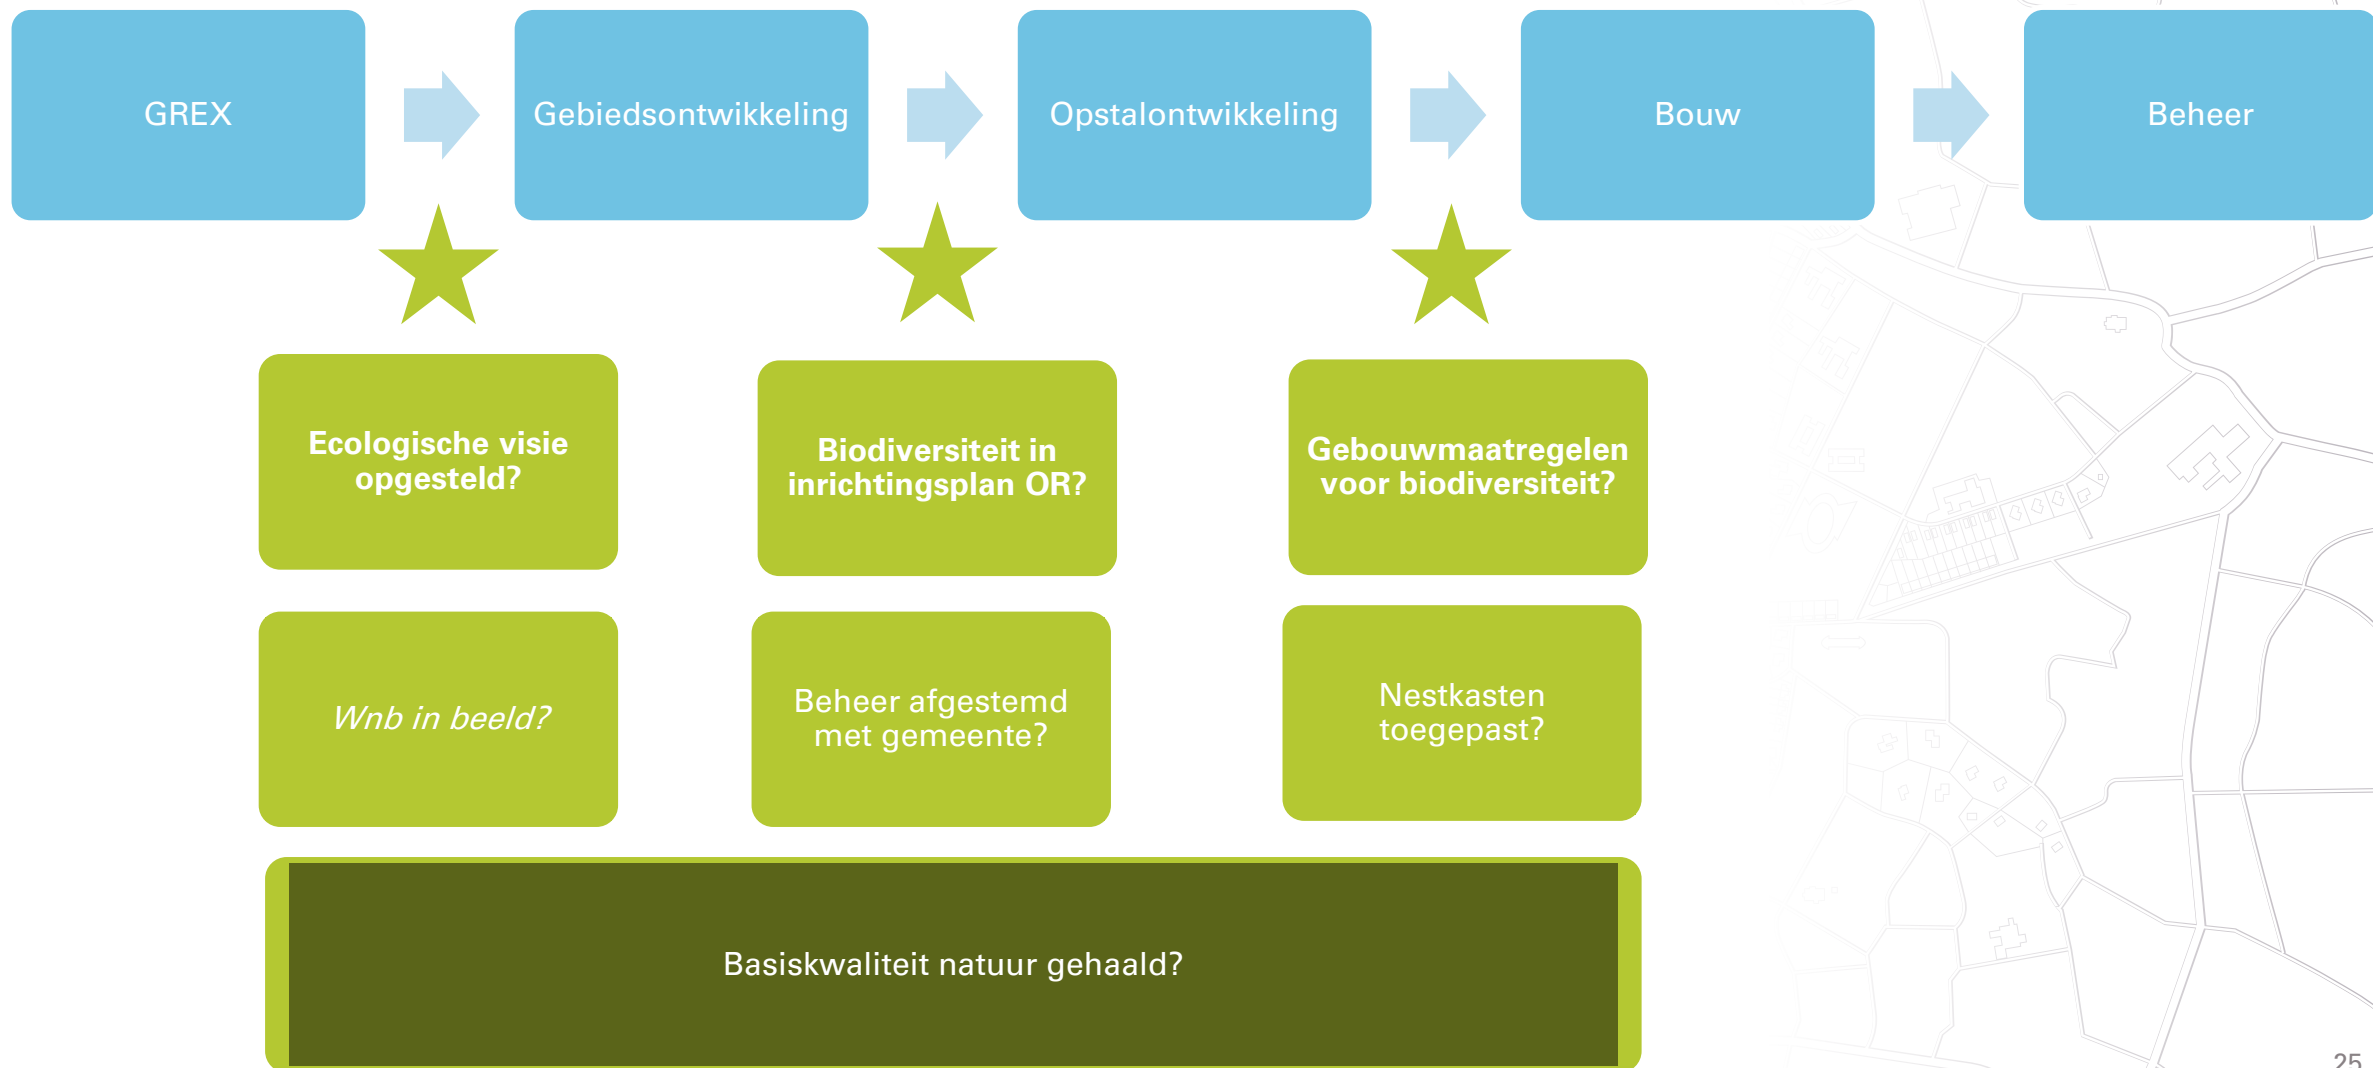 GREX
Gebiedsontwikkeling
Opstalontwikkeling
Bouw
Beheer
Ecologische visie
opgesteld?
Biodiversiteit in
inrichtingsplan OR?
Gebouwmaatregelen
voor biodiversiteit?
Wnb in beeld?
Beheer afgestemd
met gemeente?
Nestkasten
toegepast?
Basiskwaliteit natuur gehaald?
25